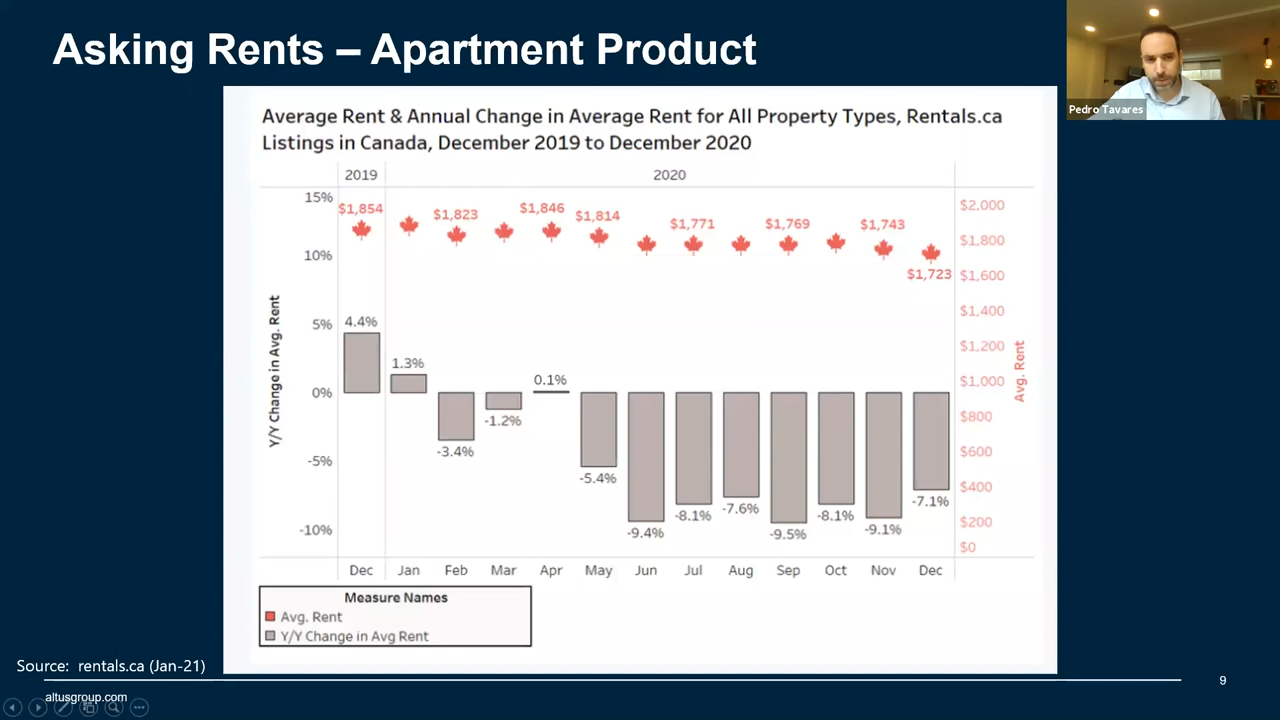 Asking Rents – Apartment Product
Pedro Tavares
Average Rent & Annual Change in Average Rent for All Property Types, Rentals.ca
Listings in Canada, December 2019 to December 2020
2019 2020
15% 10% 5% 0% -5% -10%
Y/Y Change in Avg. Rent
$1,854 $1,823 $1,846 $1,814 $1,771 $1,769 $1,743 $1,723
4.4% 1.3% -3.4% -1.2% 0.1% -5.4% -9.4% -8.1% -7.6% -9.5% -8.1% -9.1% -7.1%
$2,000 $1,800 $1,600 $1,400 $1,200 $1,000 $800 $600 $400 $200 $0
Avg. Rent
Dec Jan Feb Mar Apr May Jun Jul Aug Sep Oct Nov Dec
Measure Names
Avg. Rent
Y/Y Change in Avg Rent
Source: rentals.ca (Jan-21)
9
altusgroup.com